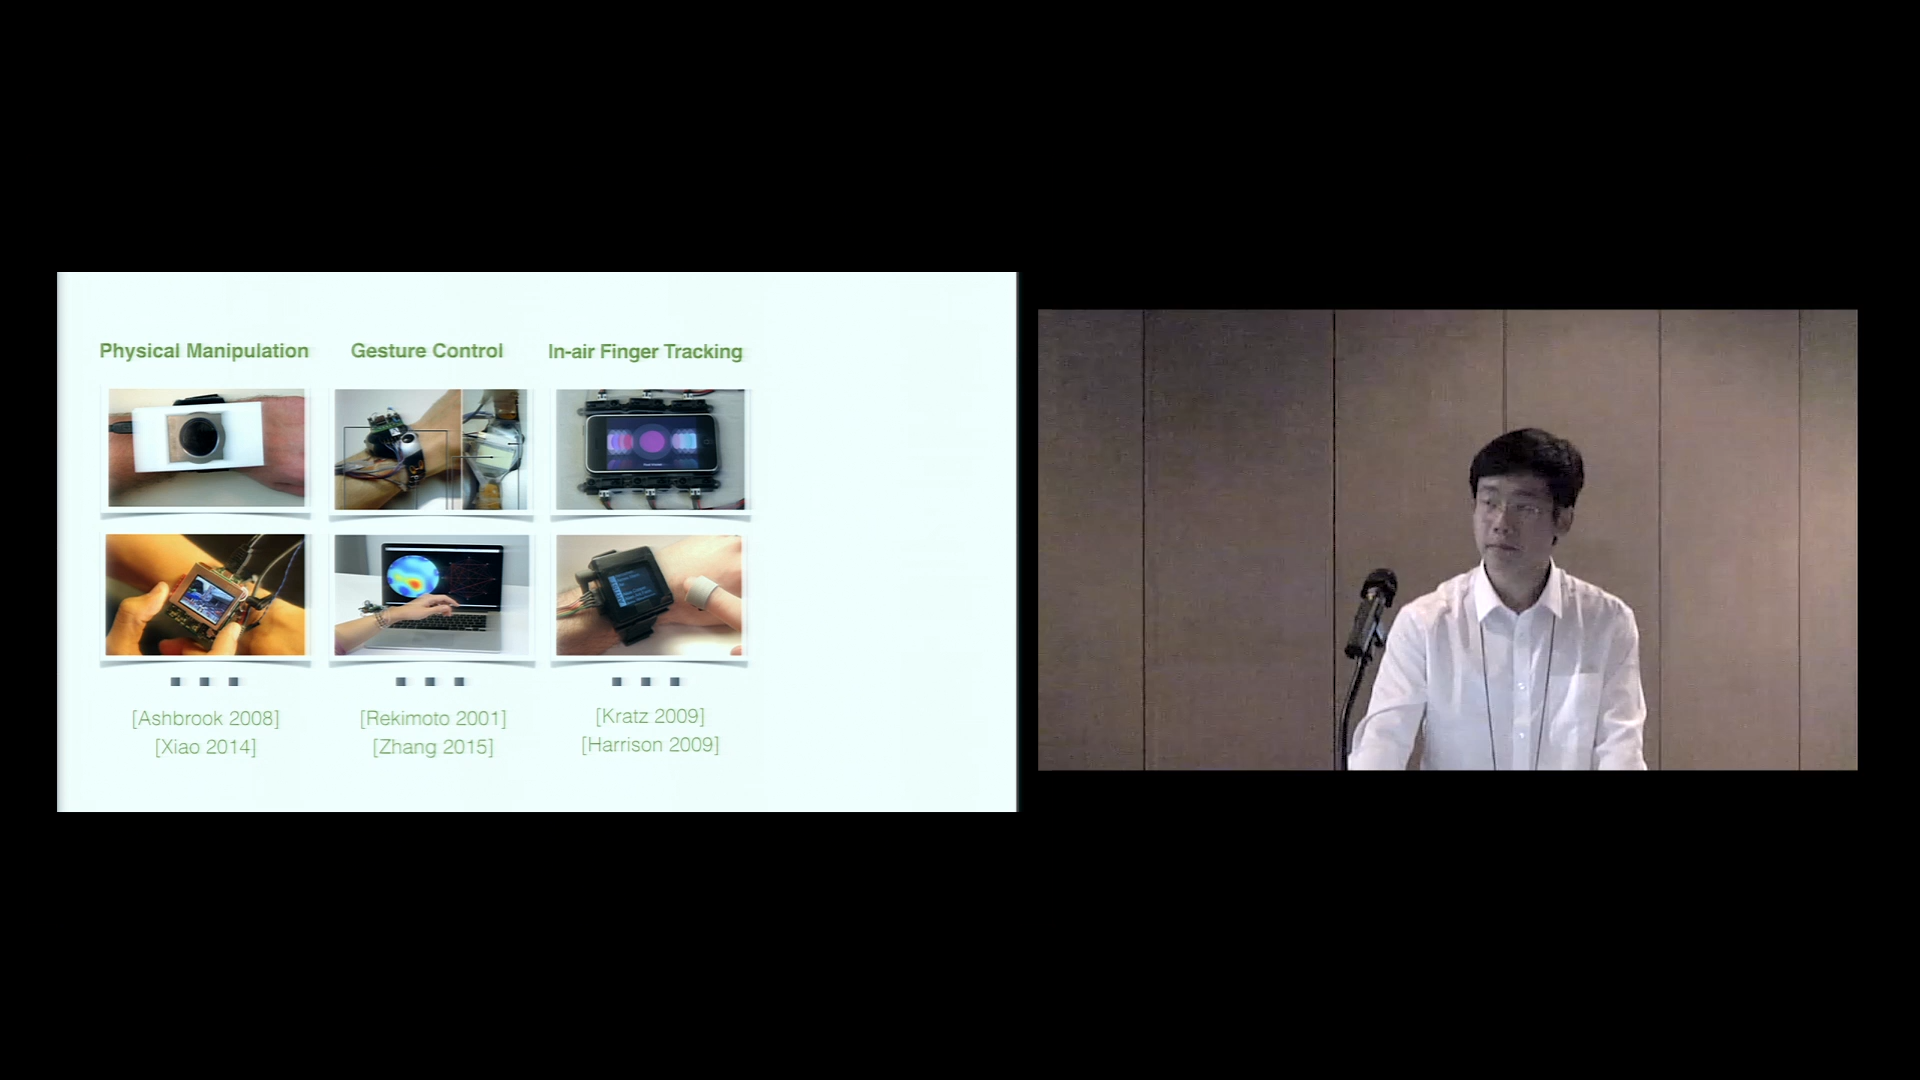 Physical Manipulation
Gesture Control
In-air Finger Tracking
[Ashbrook 2008]
[Xiao 2014]
[Rekimoto 2001]
[Zhang 2015]
[Kratz 2009]
[Harrison 2009]